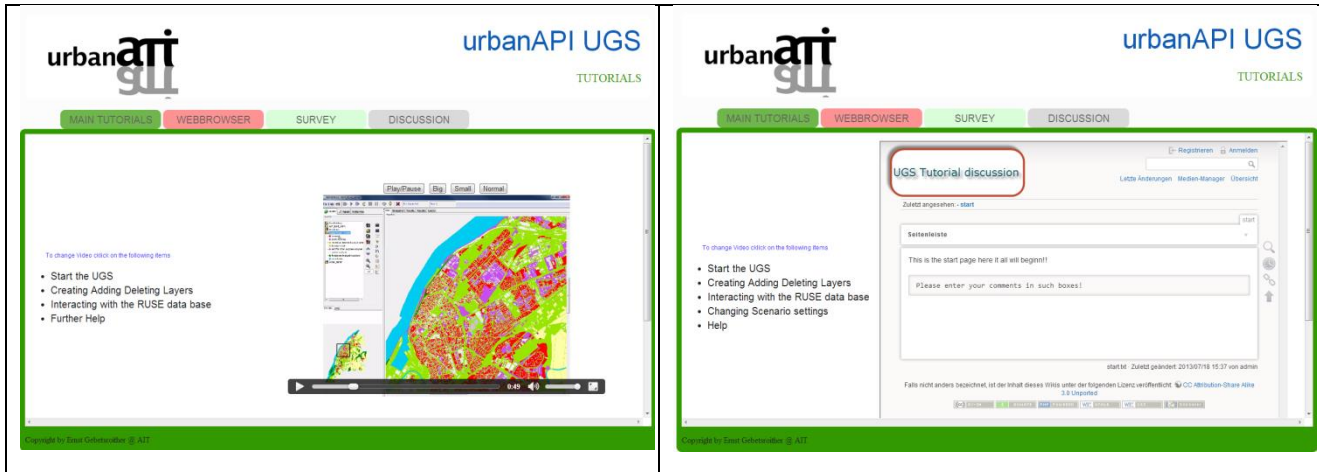 urbanAPI
urbanAPI UGS
TUTORIALS
MAIN TUTORIALS
WEBBROWSER
SURVEY
DISCUSSION
Play/Pause
Big
Small
Normal
To change Video cklick on the following items
• Start the UGS
• Creating Adding Deleting Layers
• Interacting with the RUSE data base
• Further Help
0:49
Copyright by Ernst Gebetsroither @ AIT
urbanAPI
urbanAPI UGS
TUTORIALS
MAIN TUTORIALS
WEBBROWSER
SURVEY
DISCUSSION
Registrieren
Anmelden
UGS Tutorial discussion
Letzte Änderungen Medien-Manager Übersicht
Zuletzt angesehen: • start
start
Seitenleiste
This is the start page here it all will beginn!!
Please enter your comments in such boxes!
To change Video cklick on the following items
• Start the UGS
• Creating Adding Deleting Layers
• Interacting with the RUSE data base
• Changing Scenario settings
• Help
start.txt · Zuletzt geändert: 2013/07/18 15:37 von admin
Falls nicht anders bezeichnet, ist der Inhalt dieses Wikis unter der folgenden Lizenz veröffentlicht: CC Attribution-Share Alike
3.0 Unported
Copyright by Ernst Gebetsroither @ AIT